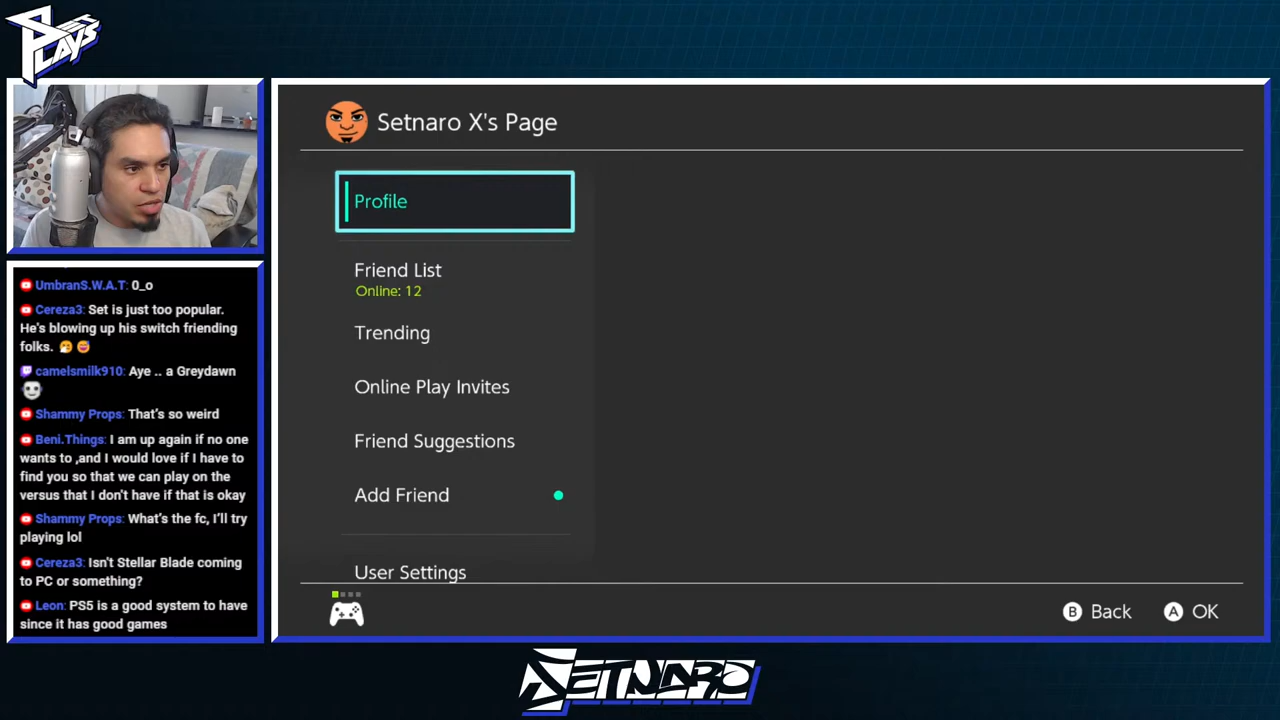 SET PLAYS
Setnaro X's Page
Profile
Friend List
Online: 12
Trending
Online Play Invites
Friend Suggestions
Add Friend
User Settings
B Back
A OK
UmbranS.W.A.T: 0_o
Cereza3: Set is just too popular.
He's blowing up his switch friending
folks.
camelsmilk910: Aye .. a Greydawn
Shammy Props: That's so weird
Beni.Things: I am up again if no one
wants to ,and I would love if I have to
find you so that we can play on the
versus that I don't have if that is okay
Shammy Props: What's the fc, I'll try
playing lol
Cereza3: Isn't Stellar Blade coming
to PC or something?
Leon: PS5 is a good system to have
since it has good games
SETNARO